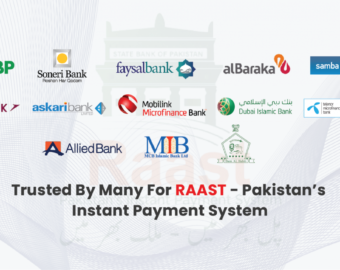 BP
Soneri Bank
Roshan Har Qadam
faysalbank
alBaraka
samba
K
askaribank
Mobilink
Microfinance Bank
بنك دبي الإسلامي
Dubai Islamic Bank
AlliedBank
MIB
MCB Islamic Bank Ltd
Raast
Trusted By Many For RAAST - Pakistan's
Instant Payment System